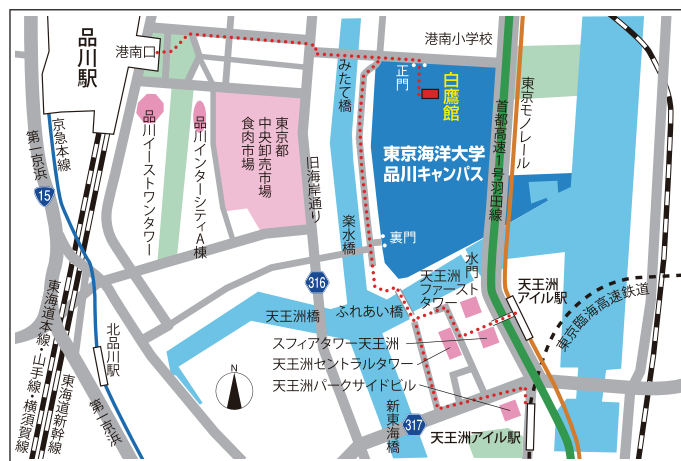 品川駅
港南口
港南小学校
みたて橋
正門
白鷹館
東京モノレール
首都高速1号羽田線
東京海洋大学
品川キャンパス
京急本線
第一京浜
15
品川イーストワンタワー
品川インターシティA棟
東京都
中央卸売市場
食肉市場
旧海岸通り
楽水橋
裏門
水門
316
天王洲
ファースト
タワー
天王洲
アイル駅
東京臨海高速鉄道
天王洲橋
ふれあい橋
スフィアタワー天王洲
天王洲セントラルタワー
天王洲パークサイドビル
東海道本線・山手線・横須賀線
東海道新幹線
北品川駅
第一京浜
N
新東海橋
317
天王洲アイル駅